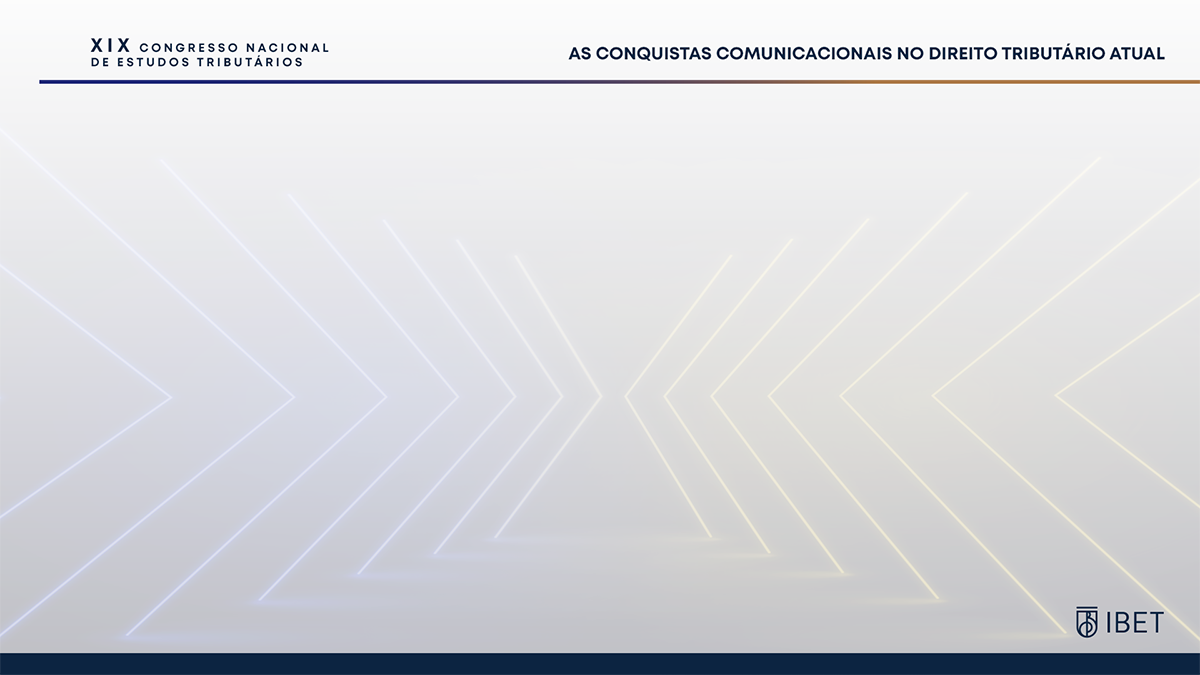 XIX CONGRESSO NACIONAL
DE ESTUDOS TRIBUTÁRIOS
AS CONQUISTAS COMUNICACIONAIS NO DIREITO TRIBUTÁRIO ATUAL
IBET